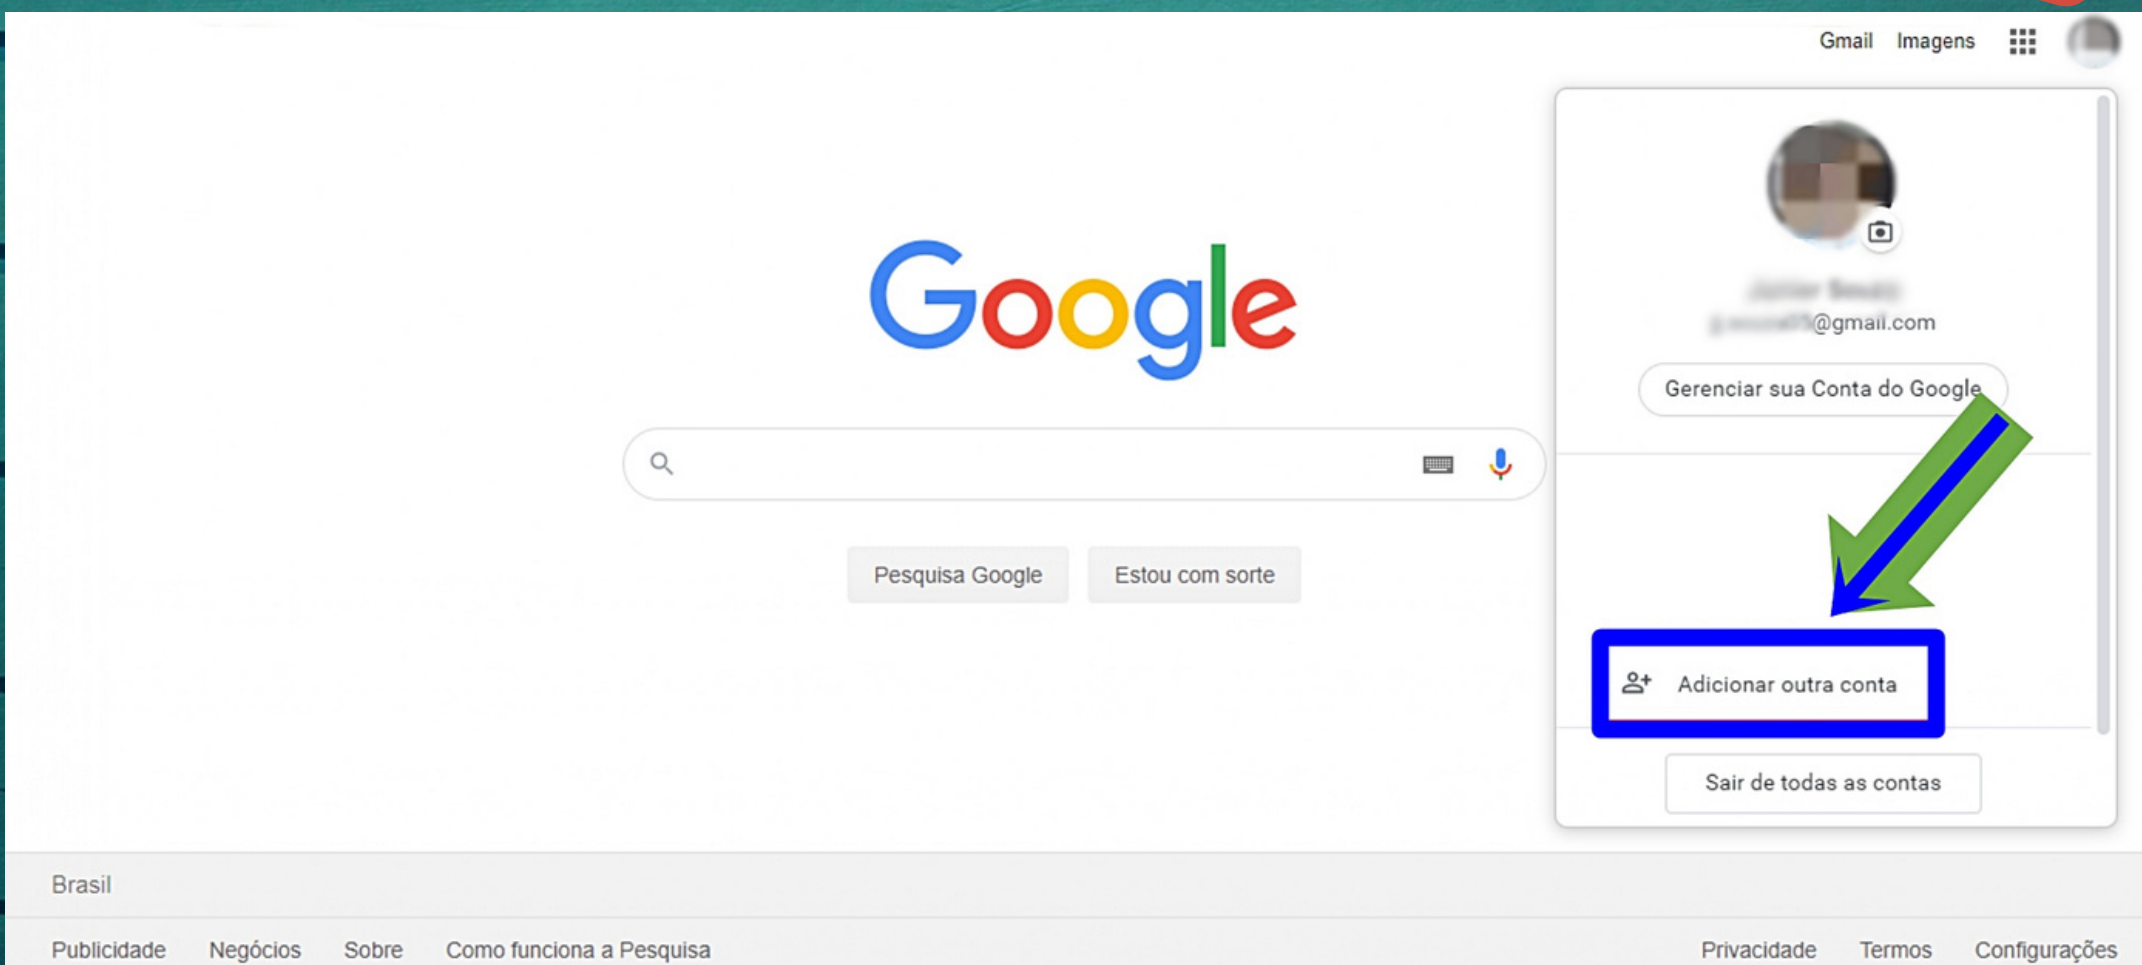 Gmail Imagens
Google
@gmail.com
Gerenciar sua Conta do Google
Pesquisa Google Estou com sorte
Adicionar outra conta
Sair de todas as contas
Brasil
Publicidade Negócios Sobre Como funciona a Pesquisa Privacidade Termos Configurações